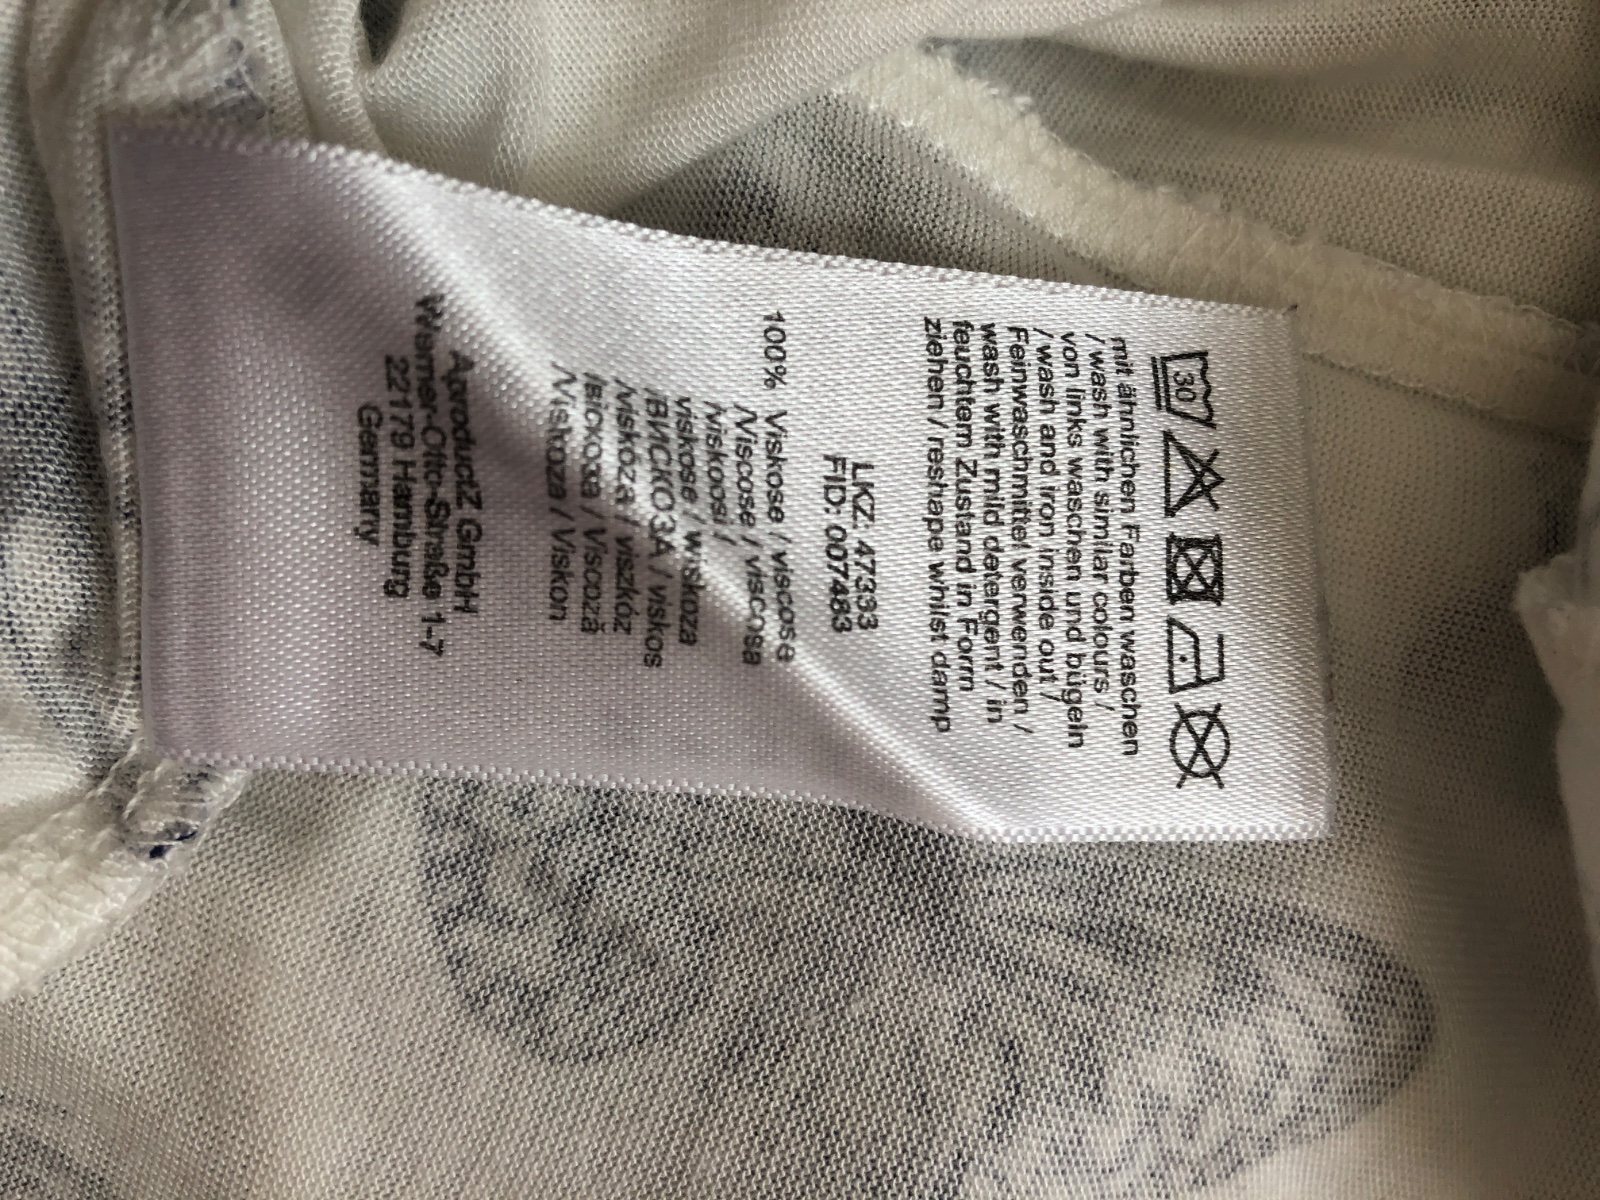 30
mit ähnlichen Farben waschen
/ wash with similar colours /
von links waschen und bügeln
/ wash and iron inside out /
Feinwaschmittel verwenden /
wash with mild detergent / in
feuchtem Zustand in Form
ziehen / reshape whilst damp
LKZ: 47333
FID: 007483
100% Viskose / viscose
/Viscose / viscosa
/viskoosi /
viskose / wiskoza
/ВИСКОЗА / viskos
/viskóza / viszkóz
/ Viscoză
/Viskoza / Viskon
AproductZ GmbH
Werner-Otto-Straße 1-7
22179 Hamburg
Germany